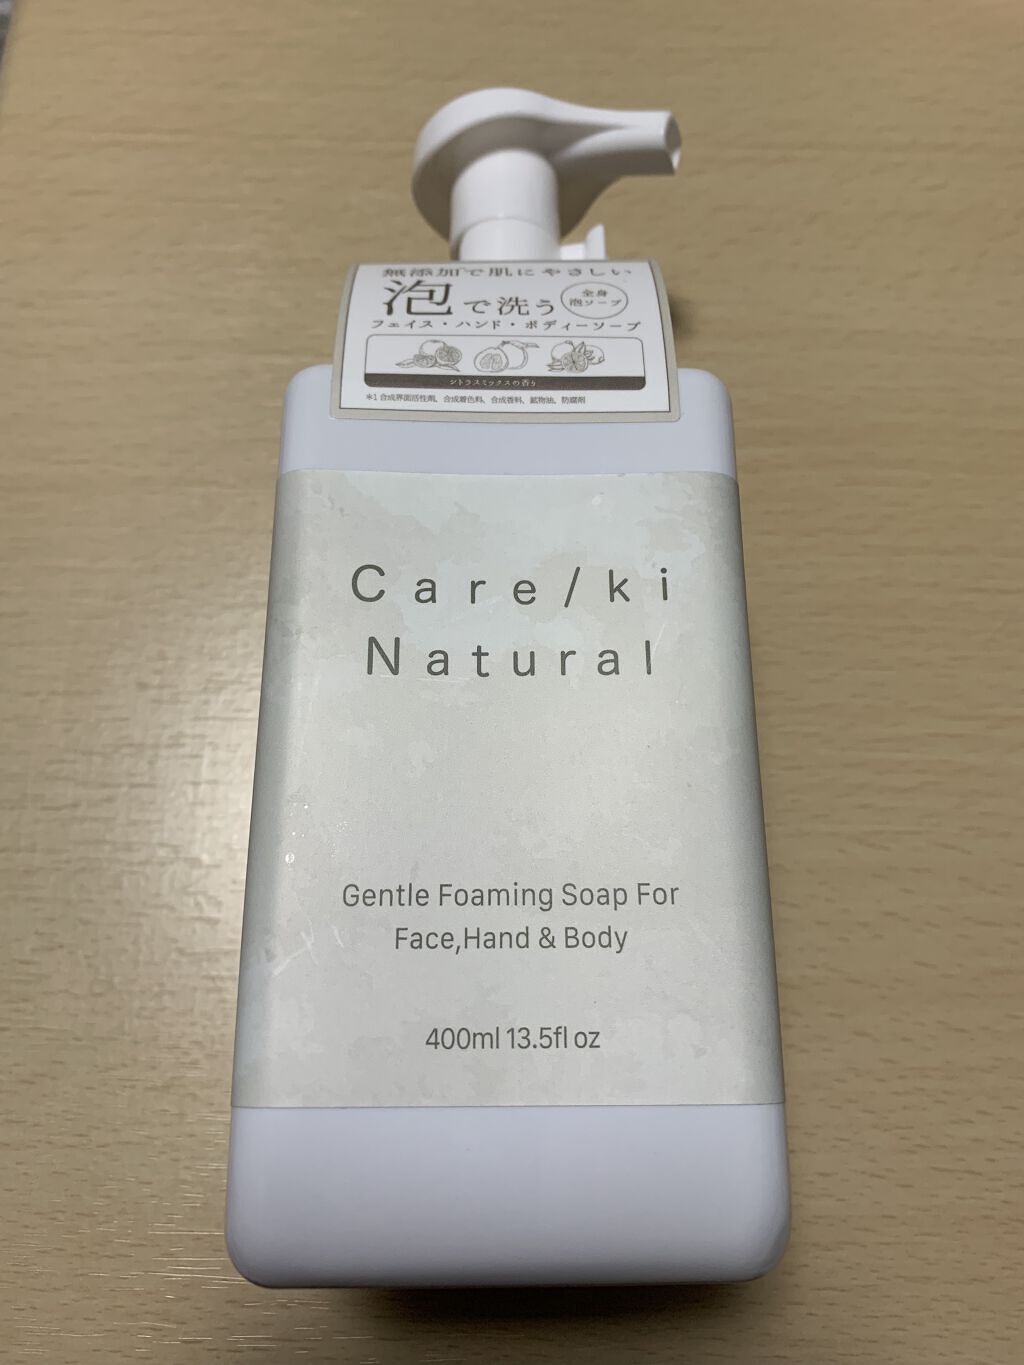 無添加で肌にやさしい
泡で洗う
全身
泡ソープ
フェイス・ハンド・ボディーソープ
シトラスミックスの香り
*1 合成界面活性剤、合成着色料、合成香料、鉱物油、防腐剤
Care/ki
Natural
Gentle Foaming Soap For
Face,Hand & Body
400ml 13.5fl oz